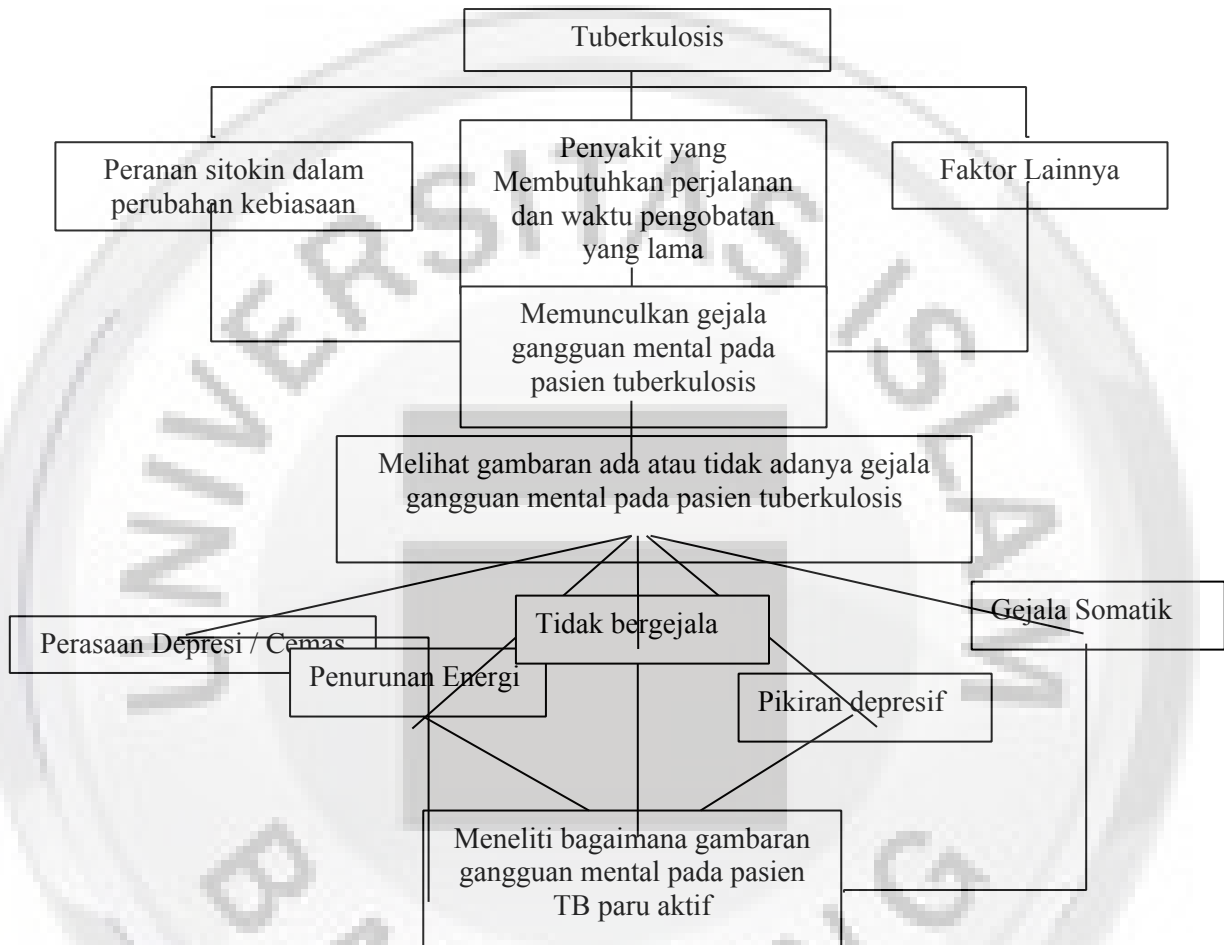 Tuberkulosis
Peranan sitokin dalam
perubahan kebiasaan
Penyakit yang
Membutuhkan perjalanan
dan waktu pengobatan
yang lama
Faktor Lainnya
Memunculkan gejala
gangguan mental pada
pasien tuberkulosis
Melihat gambaran ada atau tidak adanya gejala
gangguan mental pada pasien tuberkulosis
Perasaan Depresi / Cemas
Penurunan Energi
Tidak bergejala
Pikiran depresif
Gejala Somatik
Meneliti bagaimana gambaran
gangguan mental pada pasien
TB paru aktif
UNIVERSITAS ISLAM